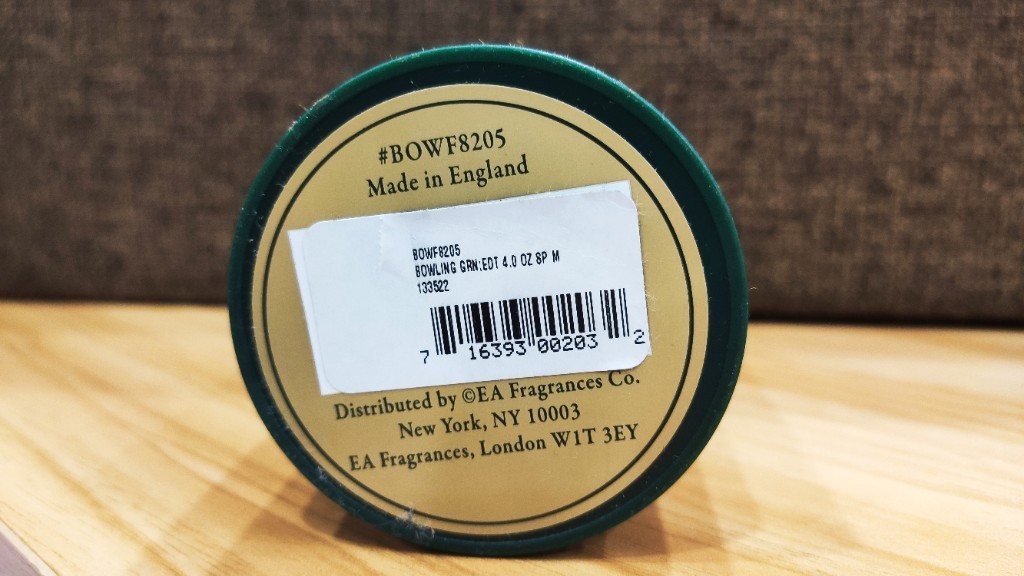 #BOWF8205
Made in England
BOWF8205
BOWLING GRN:EDT 4.0 OZ SP M
133522
7 16393 00203 2
Distributed by ©EA Fragrances Co.
New York, NY 10003
EA Fragrances, London W1T 3EY